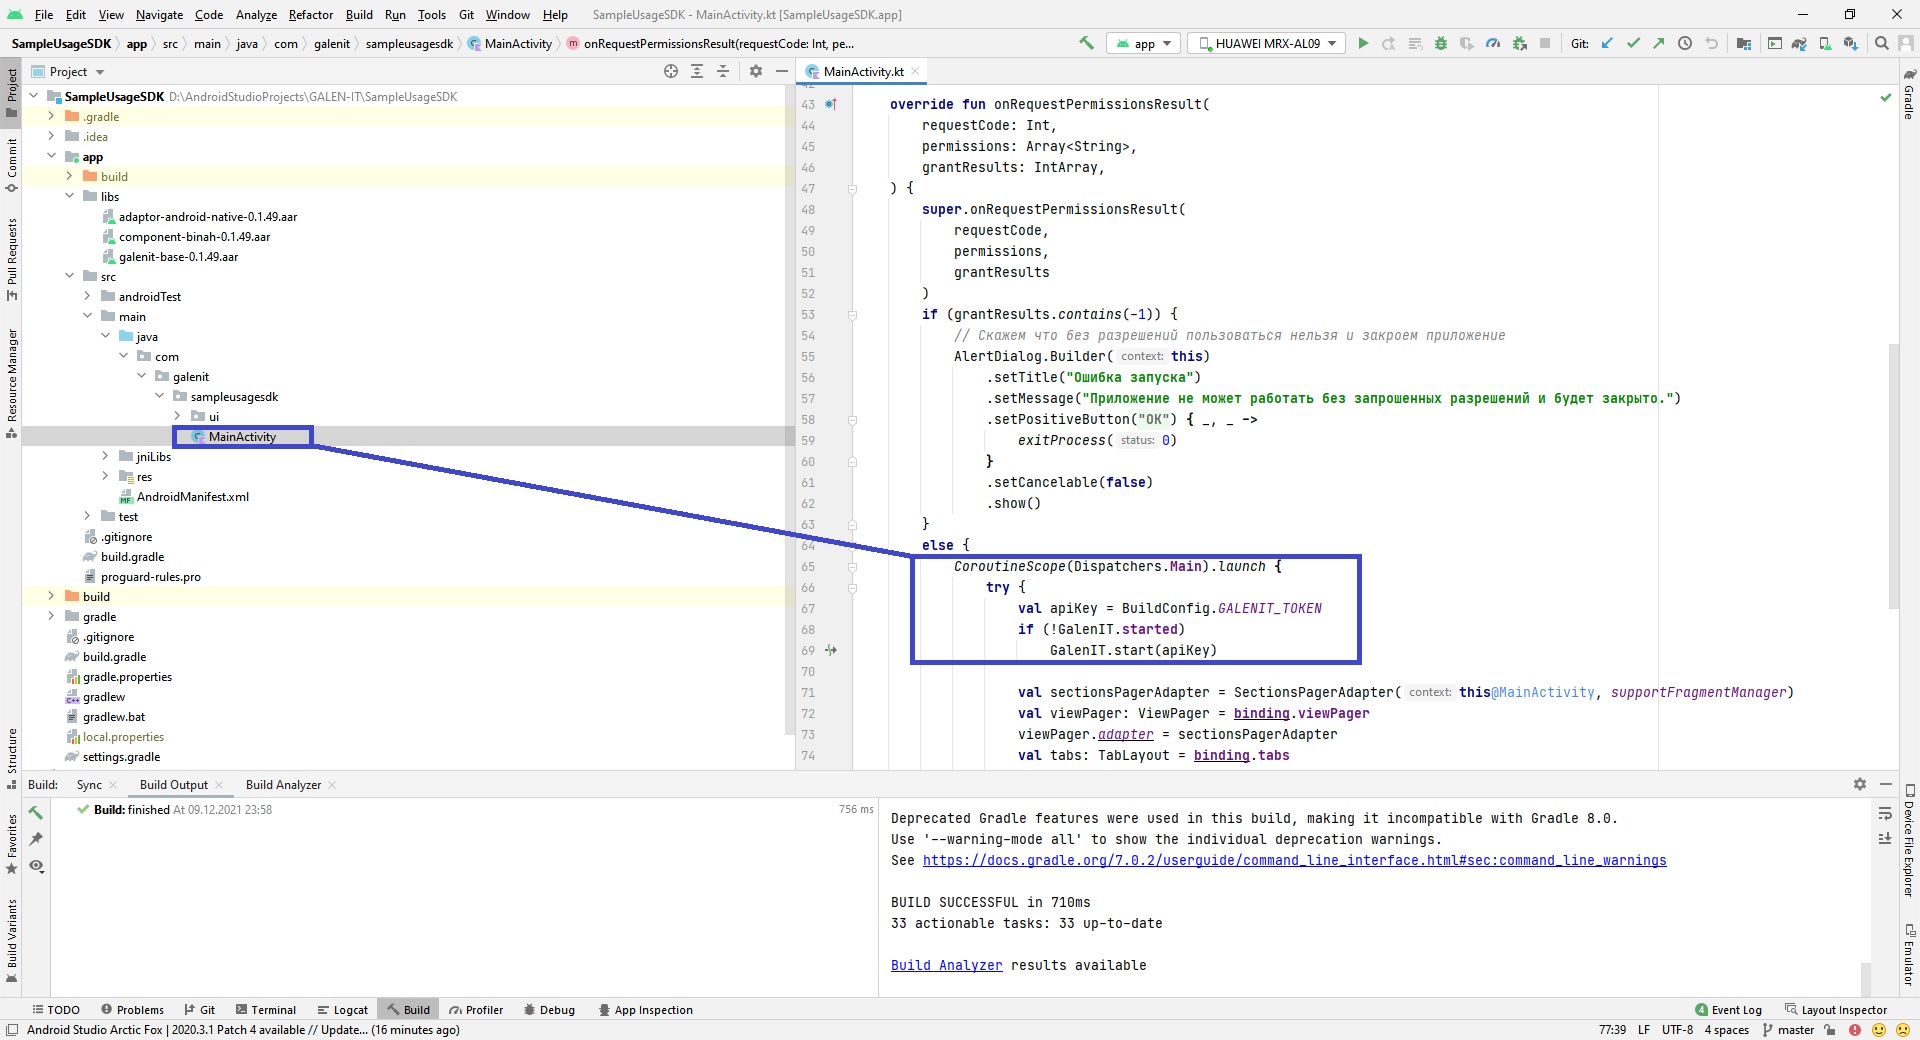 File Edit View Navigate Code Analyze Refactor Build Run Tools Git Window Help SampleUsageSDK - MainActivity.kt [SampleUsageSDK.app]
SampleUsageSDK app src main java com galenit sampleusagesdk MainActivity m onRequestPermissionsResult(requestCode: Int, pe... app HUAWEI MRX-AL09 Git:
Project
MainActivity.kt
SampleUsageSDK D:\AndroidStudioProjects\GALEN-IT\SampleUsageSDK
.gradle
.idea
app
build
libs
adaptor-android-native-0.1.49.aar
component-binah-0.1.49.aar
galenit-base-0.1.49.aar
src
androidTest
main
java
com
galenit
sampleusagesdk
ui
MainActivity
jniLibs
res
AndroidManifest.xml
test
.gitignore
build.gradle
proguard-rules.pro
build
gradle
.gitignore
build.gradle
gradle.properties
gradlew
gradlew.bat
local.properties
settings.gradle
Project
Commit
Pull Requests
Resource Manager
Structure
Favorites
Build Variants
43 override fun onRequestPermissionsResult(
44 requestCode: Int,
45 permissions: Array<String>,
46 grantResults: IntArray,
47 ) {
48 super.onRequestPermissionsResult(
49 requestCode,
50 permissions,
51 grantResults
52 )
53 if (grantResults.contains(-1)) {
54 // Скажем что без разрешений пользоваться нельзя и закроем приложение
55 AlertDialog.Builder( context: this)
56 .setTitle("Ошибка запуска")
57 .setMessage("Приложение не может работать без запрошенных разрешений и будет закрыто.")
58 .setPositiveButton("OK") { _, _ ->
59 exitProcess( status: 0)
60 }
61 .setCancelable(false)
62 .show()
63 }
64 else {
65 CoroutineScope(Dispatchers.Main).launch {
66 try {
67 val apiKey = BuildConfig.GALENIT_TOKEN
68 if (!GalenIT.started)
69 GalenIT.start(apiKey)
70
71 val sectionsPagerAdapter = SectionsPagerAdapter( context: this@MainActivity, supportFragmentManager)
72 val viewPager: ViewPager = binding.viewPager
73 viewPager.adapter = sectionsPagerAdapter
74 val tabs: TabLayout = binding.tabs
Gradle
Device File Explorer
Emulator
Build: Sync Build Output Build Analyzer
Build: finished At 09.12.2021 23:58 756 ms
Deprecated Gradle features were used in this build, making it incompatible with Gradle 8.0.
Use '--warning-mode all' to show the individual deprecation warnings.
See https://docs.gradle.org/7.0.2/userguide/command_line_interface.html#sec:command_line_warnings
BUILD SUCCESSFUL in 710ms
33 actionable tasks: 33 up-to-date
Build Analyzer results available
TODO Problems Git Terminal Logcat Build Profiler Debug App Inspection 4 Event Log Layout Inspector
Android Studio Arctic Fox | 2020.3.1 Patch 4 available // Update... (16 minutes ago) 77:39 LF UTF-8 4 spaces master